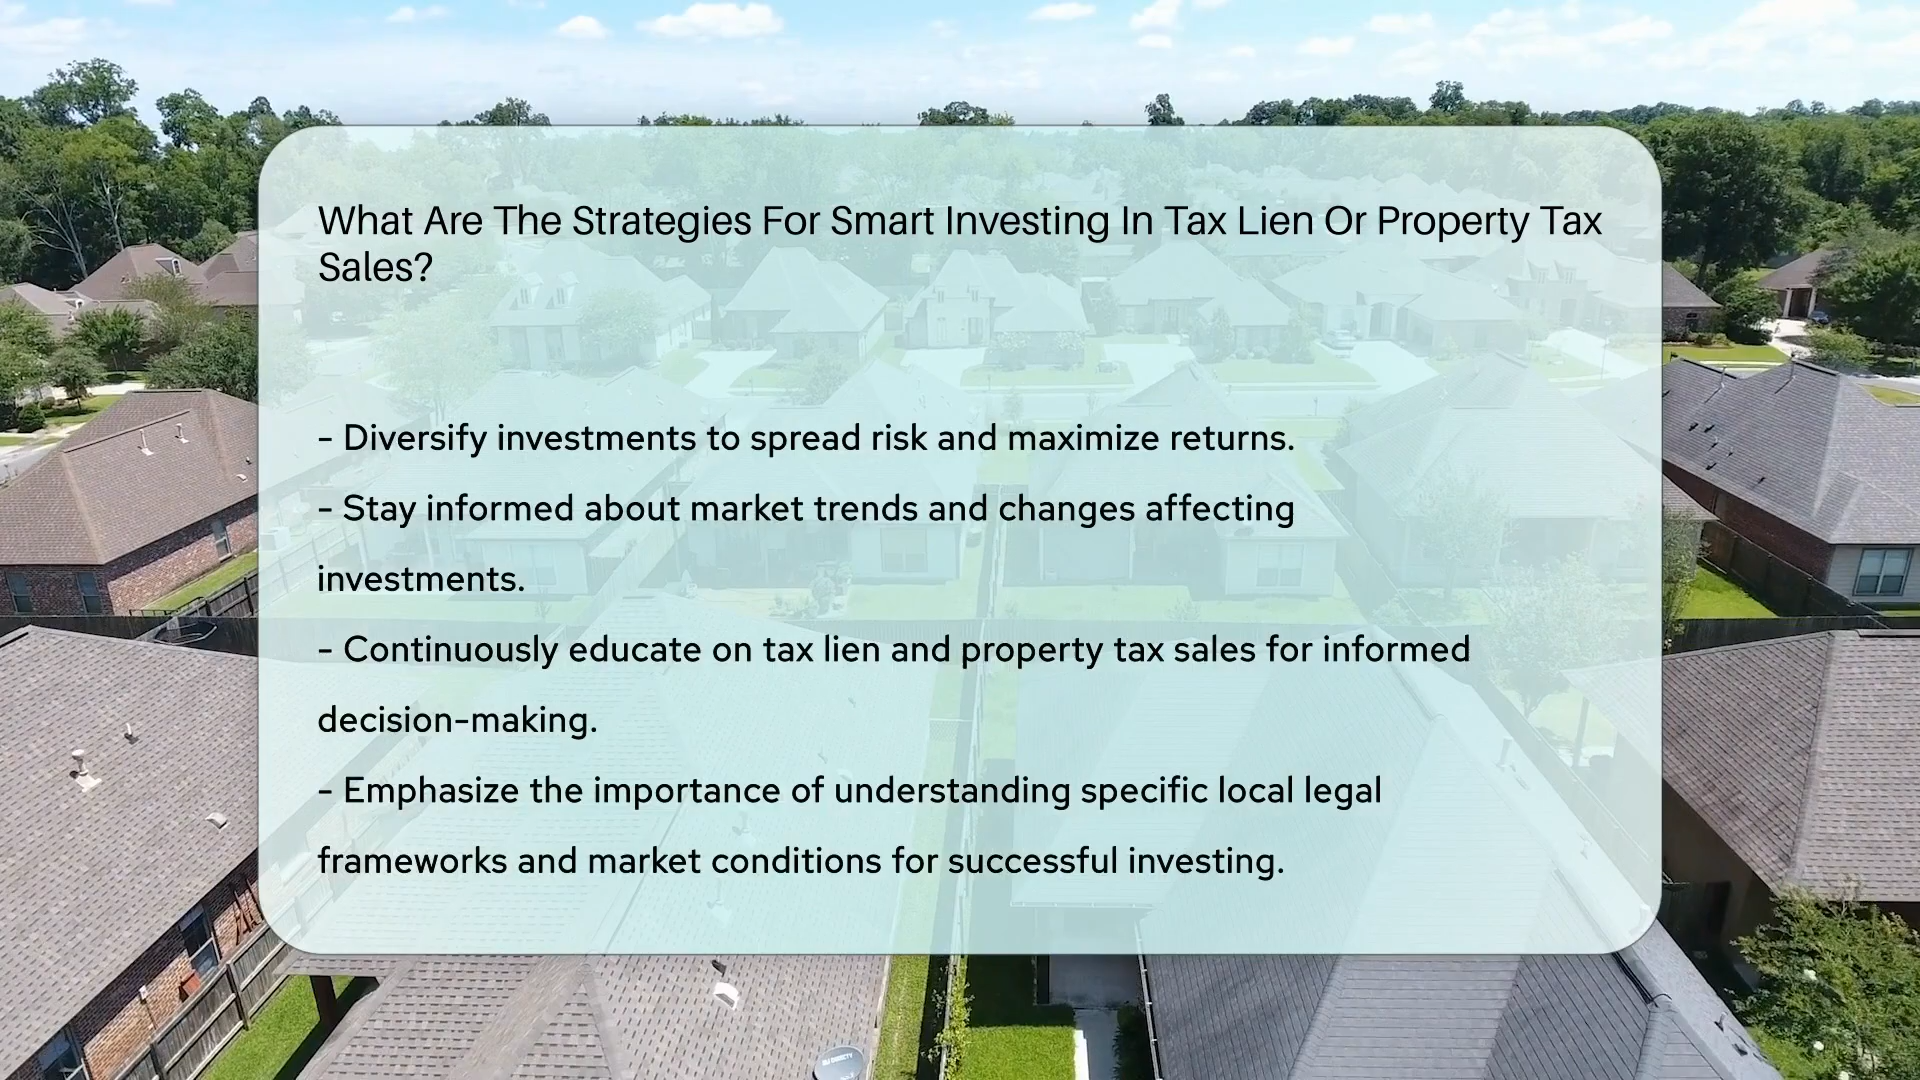 What Are The Strategies For Smart Investing In Tax Lien Or Property Tax
Sales?
- Diversify investments to spread risk and maximize returns.
- Stay informed about market trends and changes affecting
investments.
- Continuously educate on tax lien and property tax sales for informed
decision-making.
- Emphasize the importance of understanding specific local legal
frameworks and market conditions for successful investing.